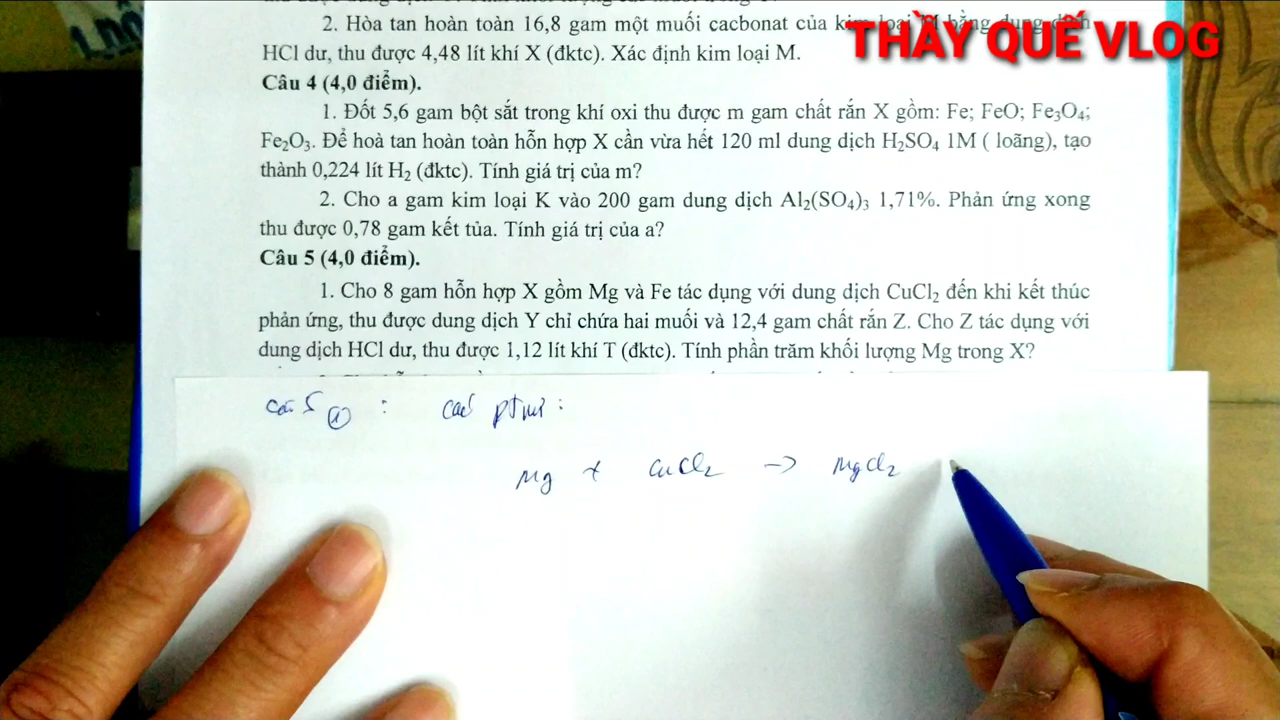 2. Hòa tan hoàn toàn 16,8 gam một muối cacbonat của kim loại M bằng dung dịch
THẦY QUẾ VLOG
HCl dư, thu được 4,48 lít khí X (đktc). Xác định kim loại M.
Câu 4 (4,0 điểm).
1. Đốt 5,6 gam bột sắt trong khí oxi thu được m gam chất rắn X gồm: Fe; FeO; Fe₃O₄;
Fe₂O₃. Để hoà tan hoàn toàn hỗn hợp X cần vừa hết 120 ml dung dịch H₂SO₄ 1M ( loãng), tạo
thành 0,224 lít H₂ (đktc). Tính giá trị của m?
2. Cho a gam kim loại K vào 200 gam dung dịch Al₂(SO₄)₃ 1,71%. Phản ứng xong
thu được 0,78 gam kết tủa. Tính giá trị của a?
Câu 5 (4,0 điểm).
1. Cho 8 gam hỗn hợp X gồm Mg và Fe tác dụng với dung dịch CuCl₂ đến khi kết thúc
phản ứng, thu được dung dịch Y chỉ chứa hai muối và 12,4 gam chất rắn Z. Cho Z tác dụng với
dung dịch HCl dư, thu được 1,12 lít khí T (đktc). Tính phần trăm khối lượng Mg trong X?
Câu 5 (1) : các ptpư :
Mg + CuCl₂ → MgCl₂